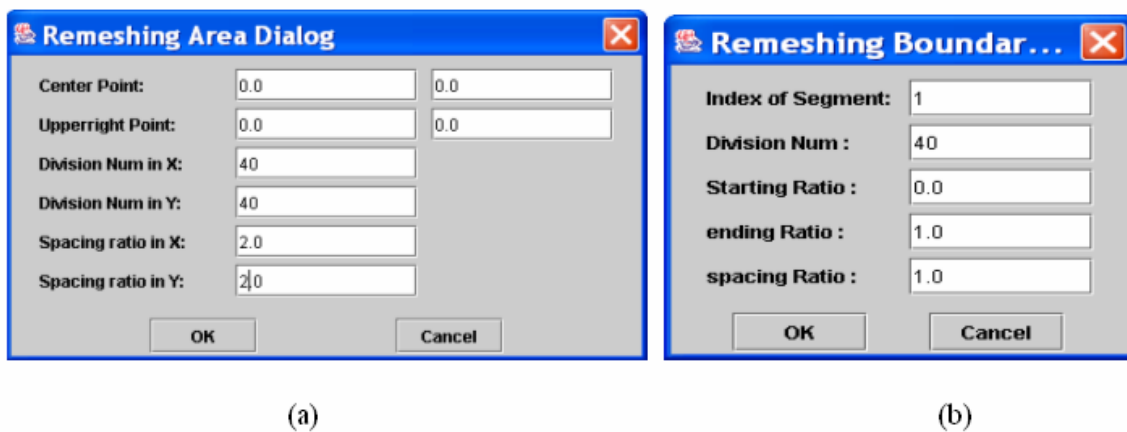 Remeshing Area Dialog
Center Point: 0.0 0.0
Upperright Point: 0.0 0.0
Division Num in X: 40
Division Num in Y: 40
Spacing ratio in X: 2.0
Spacing ratio in Y: 2.0
OK Cancel
(a)
Remeshing Boundar...
Index of Segment: 1
Division Num : 40
Starting Ratio : 0.0
ending Ratio : 1.0
spacing Ratio : 1.0
OK Cancel
(b)